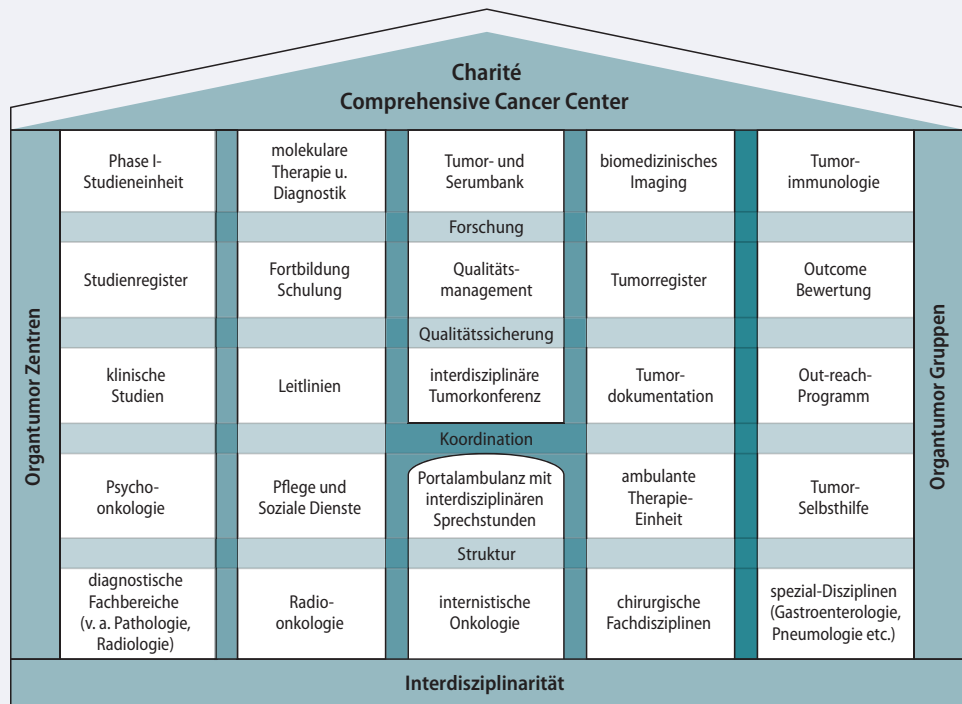 Charité
Comprehensive Cancer Center
Organtumor Zentren
Phase I-
Studieneinheit
molekulare
Therapie u.
Diagnostik
Tumor- und
Serumbank
biomedizinisches
Imaging
Tumor-
immunologie
Forschung
Studienregister
Fortbildung
Schulung
Qualitäts-
management
Tumorregister
Outcome
Bewertung
Qualitätssicherung
klinische
Studien
Leitlinien
interdisziplinäre
Tumorkonferenz
Tumor-
dokumentation
Out-reach-
Programm
Koordination
Psycho-
onkologie
Pflege und
Soziale Dienste
Portalambulanz mit
interdisziplinären
Sprechstunden
ambulante
Therapie-
Einheit
Tumor-
Selbsthilfe
Struktur
diagnostische
Fachbereiche
(v. a. Pathologie,
Radiologie)
Radio-
onkologie
internistische
Onkologie
chirurgische
Fachdisziplinen
spezial-Disziplinen
(Gastroenterologie,
Pneumologie etc.)
Organtumor Gruppen
Interdisziplinarität